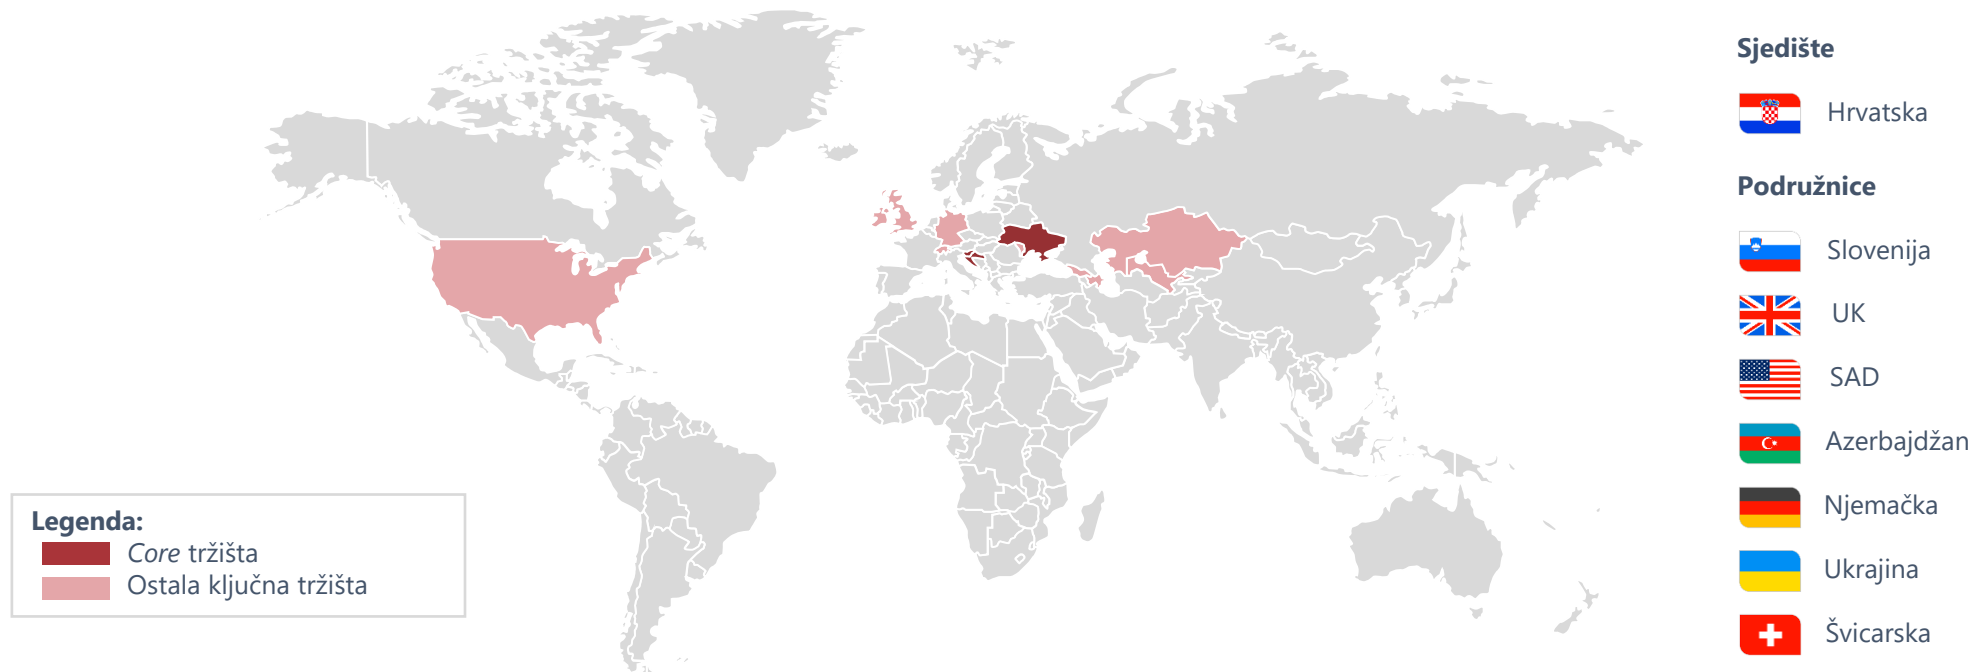 Sjedište
Hrvatska
Podružnice
Slovenija
UK
SAD
Azerbajdžan
Njemačka
Ukrajina
Švicarska
Legenda:
Core tržišta
Ostala ključna tržišta